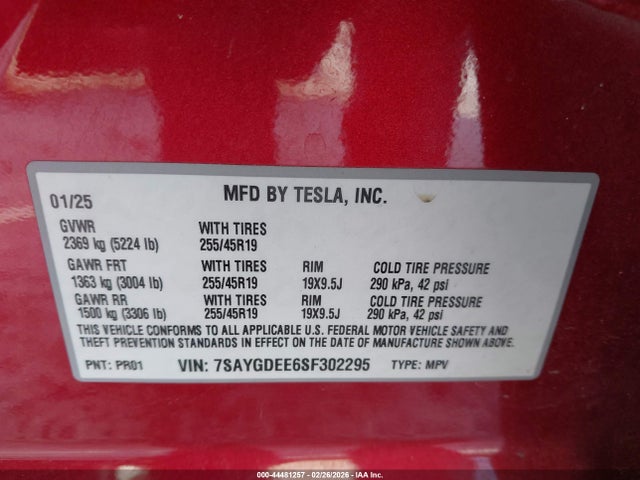 01/25 MFD BY TESLA, INC.
GVWR WITH TIRES
2369 kg (5224 lb) 255/45R19
GAWR FRT WITH TIRES RIM COLD TIRE PRESSURE
1363 kg (3004 lb) 255/45R19 19X9.5J 290 kPa, 42 psi
GAWR RR WITH TIRES RIM COLD TIRE PRESSURE
1500 kg (3306 lb) 255/45R19 19X9.5J 290 kPa, 42 psi
THIS VEHICLE CONFORMS TO ALL APPLICABLE U.S. FEDERAL MOTOR VEHICLE SAFETY AND
THEFT PREVENTION STANDARDS IN EFFECT ON THE DATE OF MANUFACTURE SHOWN ABOVE.
PNT: PR01 VIN: 7SAYGDEE6SF302295 TYPE: MPV
000-44481257 - 02/26/2026 - IAAI Copyright IAAI, LLC